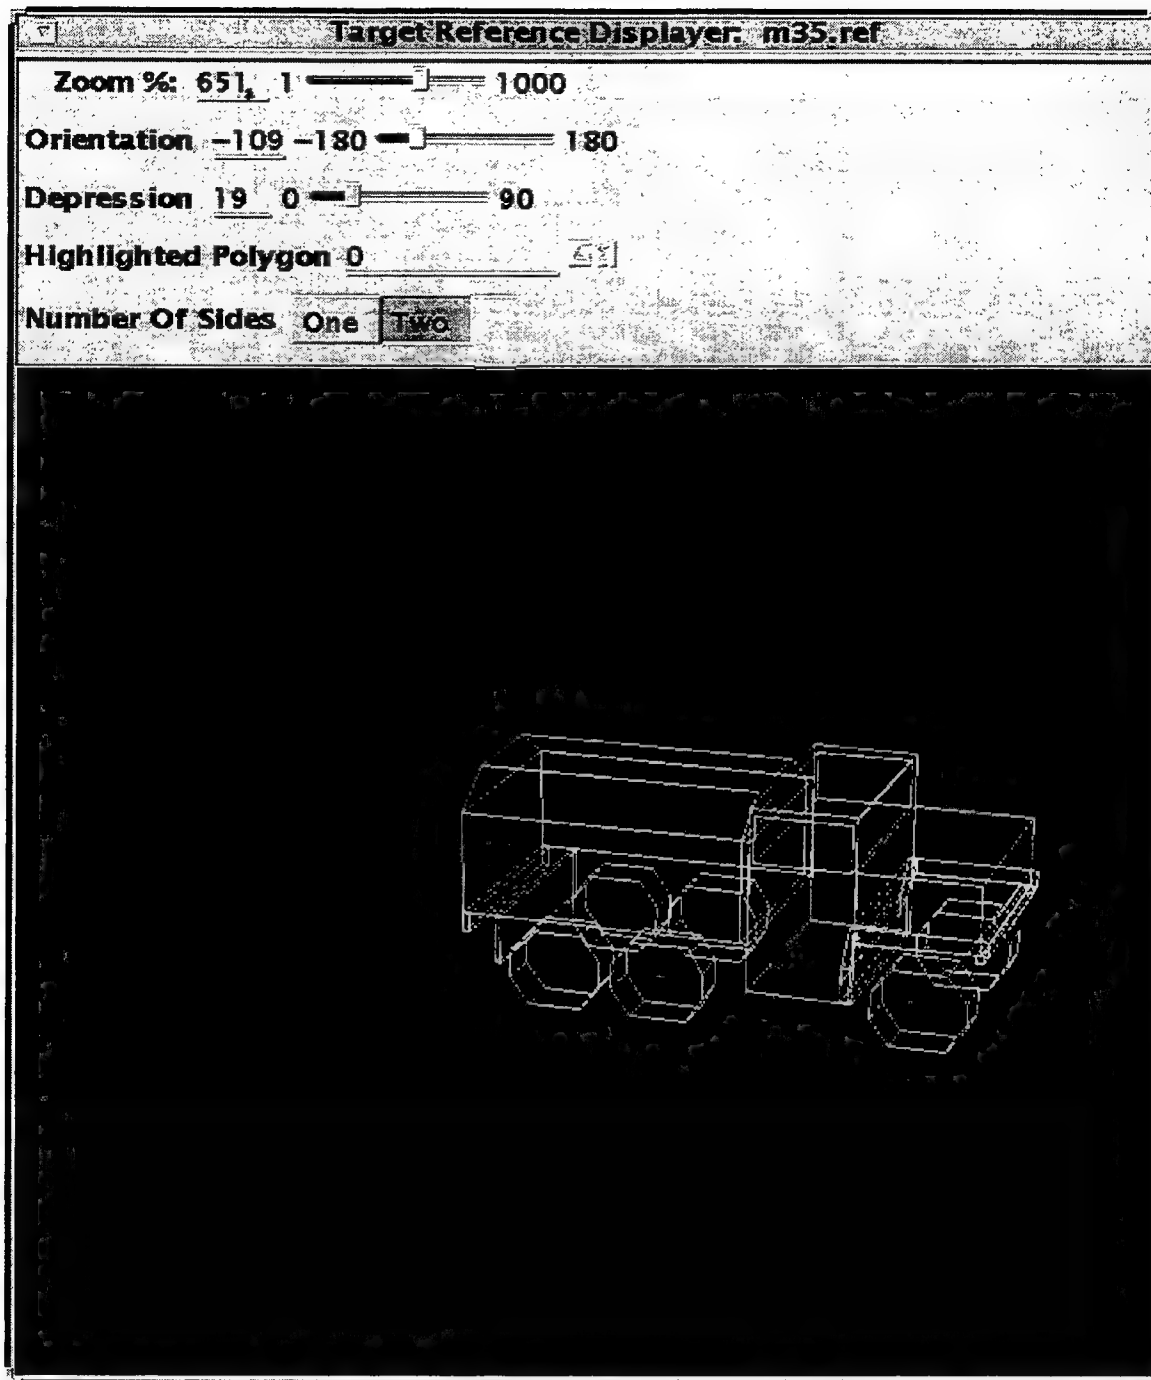 Target Reference Displayer: m35.ref
Zoom %: 651 1 1000
Orientation -109 -180 180
Depression 19 0 90
Highlighted Polygon 0
Number Of Sides One Two